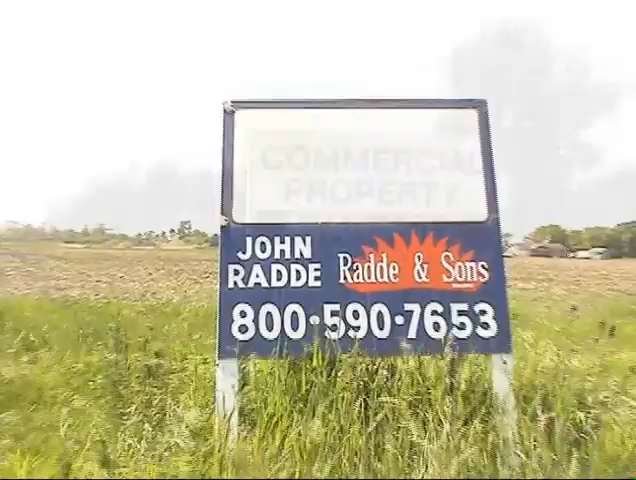 COMMERCIAL
PROPERTY
JOHN
RADDE
Radde & Sons
800·590·7653